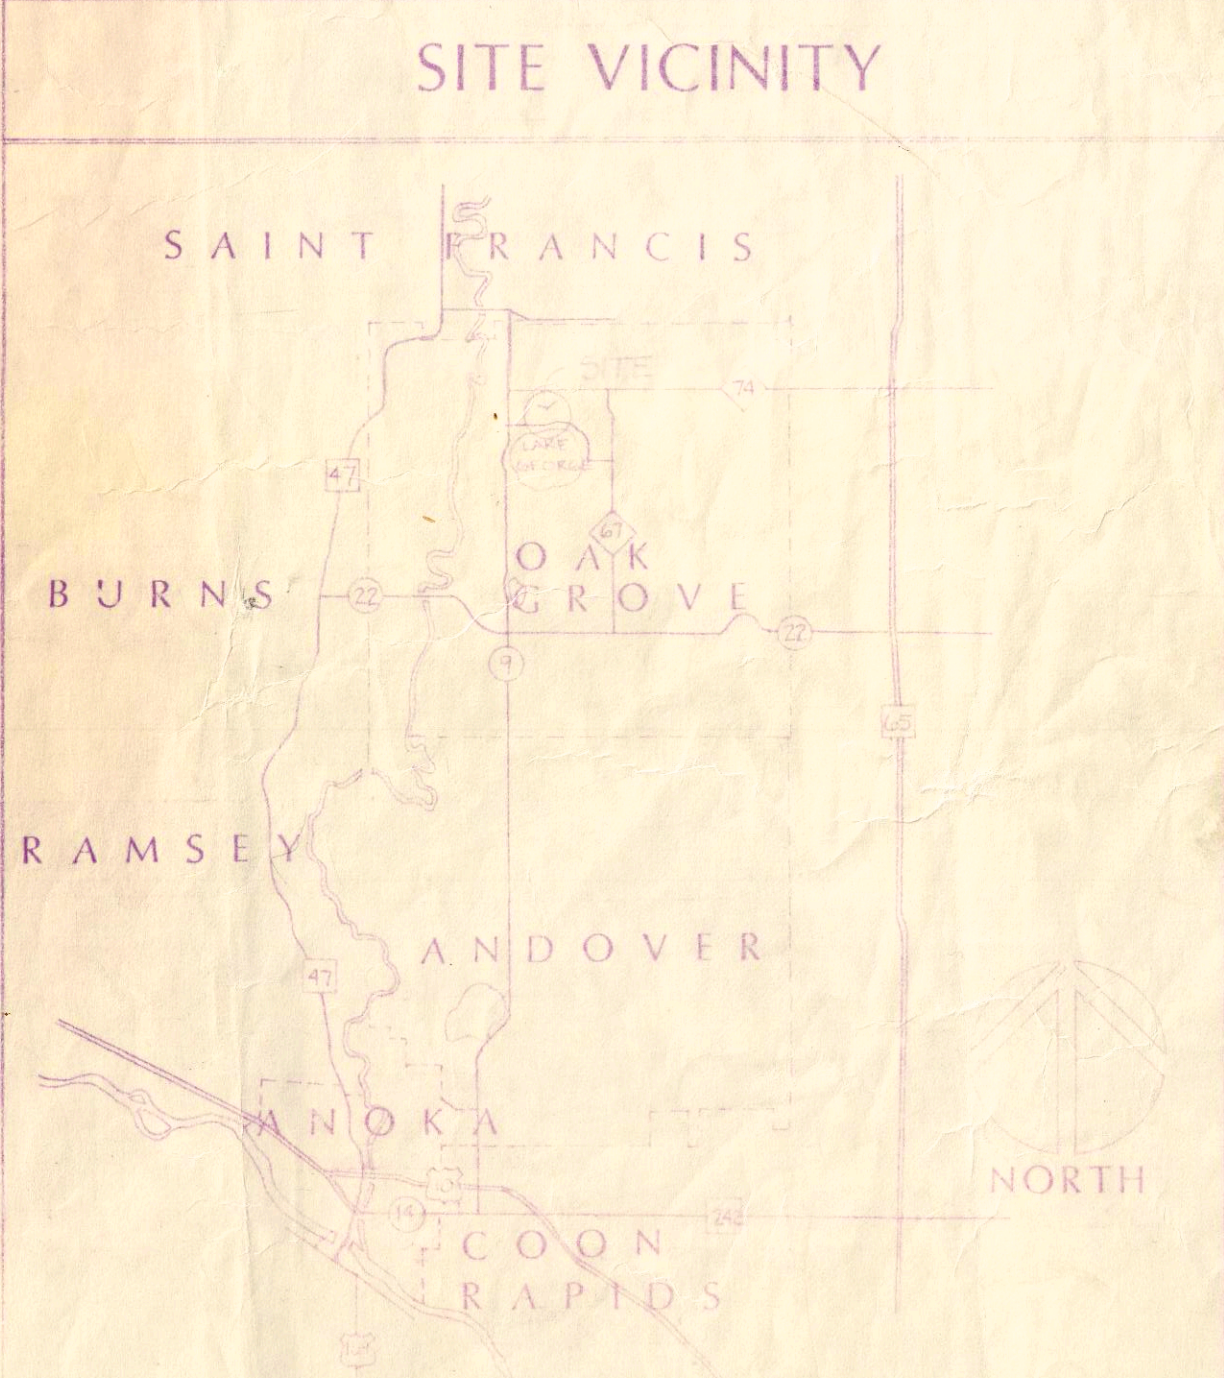 SITE VICINITY
SAINT FRANCIS
SITE
74
LAKE
GEORGE
47
67
OAK
GROVE
BURNS
22
22
9
65
RAMSEY
ANDOVER
47
ANOKA
NORTH
14
242
COON
RAPIDS